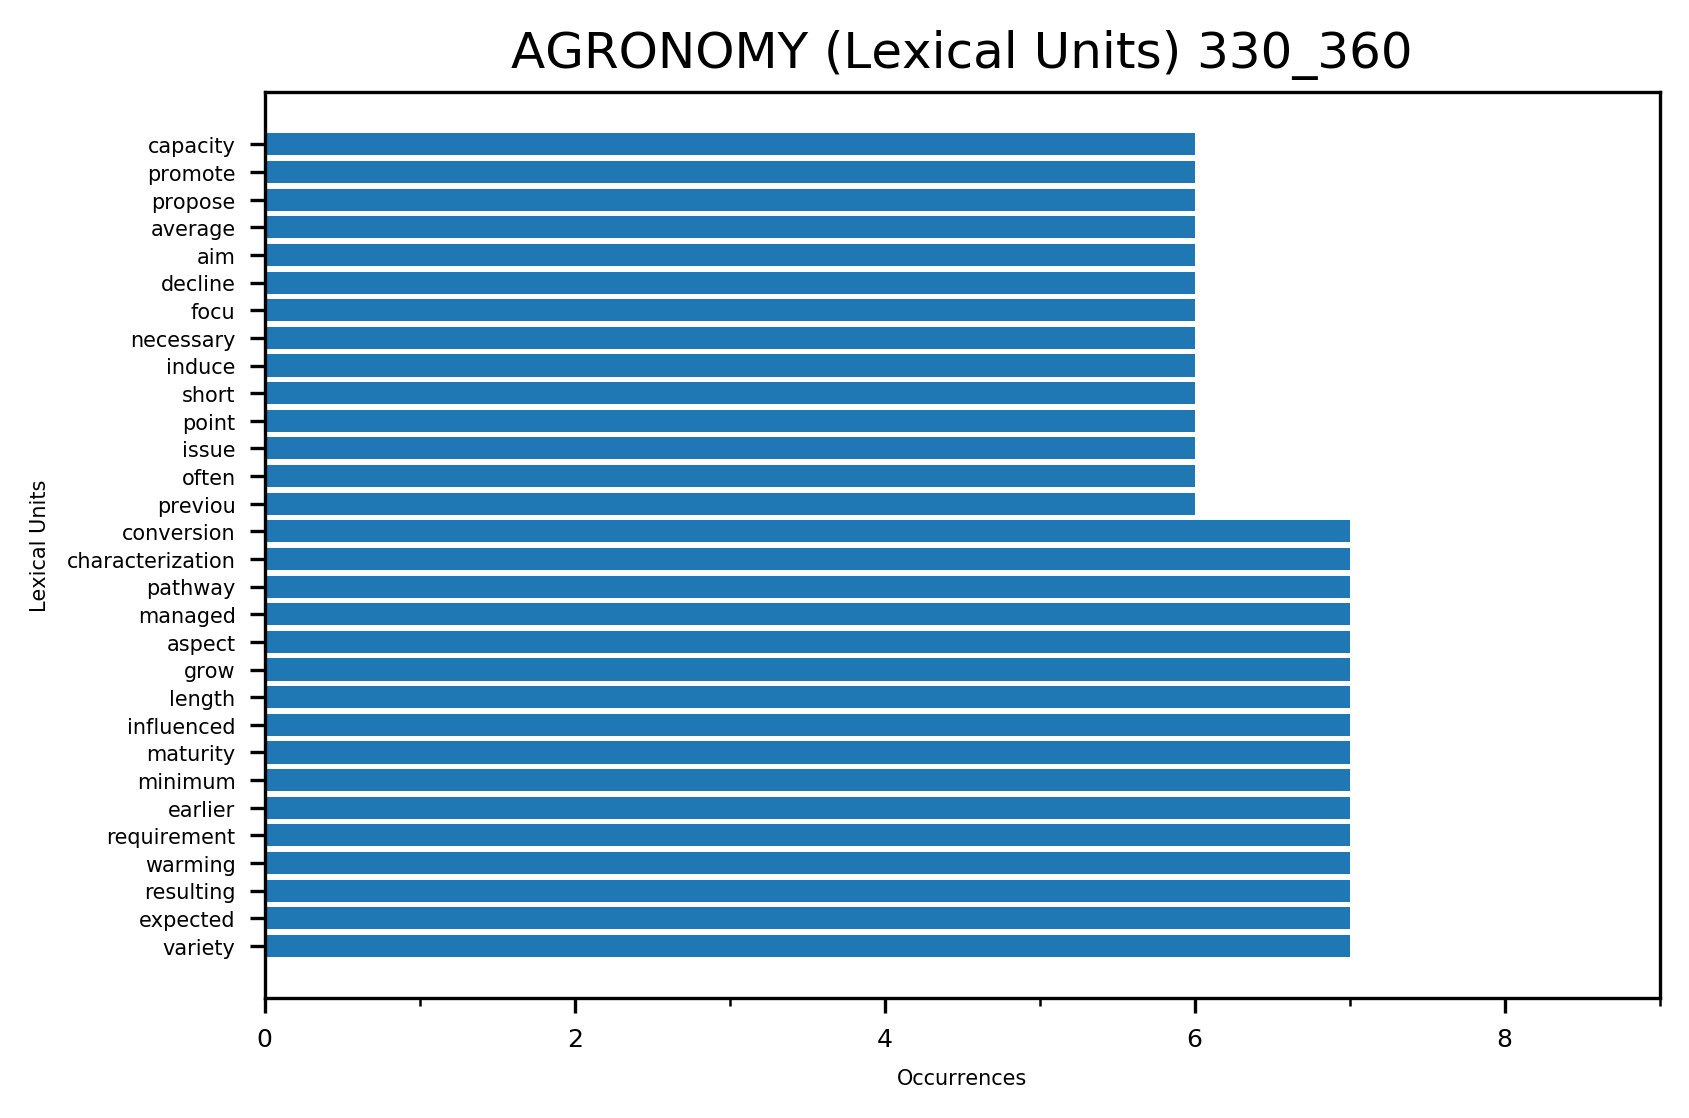 AGRONOMY (Lexical Units) 330_360
capacity
promote
propose
average
aim
decline
focu
necessary
induce
short
point
issue
often
previou
conversion
characterization
pathway
managed
aspect
grow
length
influenced
maturity
minimum
earlier
requirement
warming
resulting
expected
variety
Lexical Units
0 2 4 6 8
Occurrences